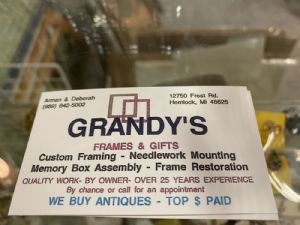 Armen & Deborah
(989) 642-5002
12750 Frost Rd.
Hemlock, MI 48626
GRANDY'S
FRAMES & GIFTS
Custom Framing - Needlework Mounting
Memory Box Assembly - Frame Restoration
QUALITY WORK- BY OWNER- OVER 25 YEARS EXPERIENCE
By chance or call for an appointment
WE BUY ANTIQUES - TOP $ PAID